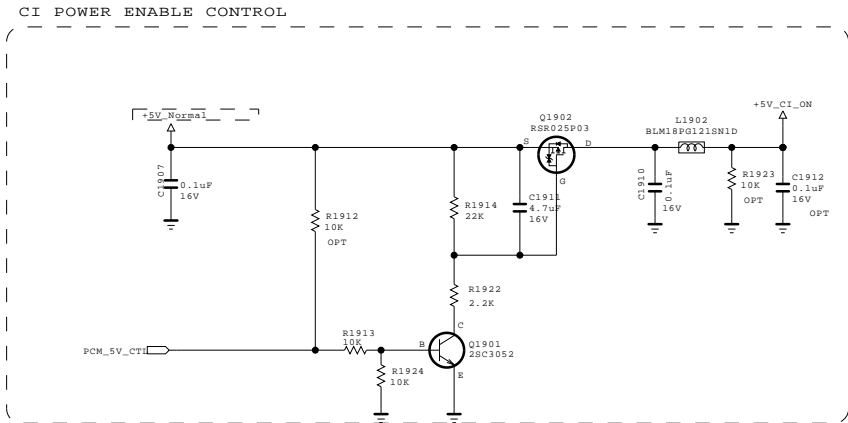 CI POWER ENABLE CONTROL
+5V_Normal
C1907
0.1uF
16V
R1912
10K
OPT
R1914
22K
C1911
4.7uF
16V
Q1902
RSR025P03
S
D
G
L1902
BLM18PG121SN1D
+5V_CI_ON
C1910
0.1uF
16V
R1923
10K
OPT
C1912
0.1uF
16V
OPT
R1922
2.2K
PCM_5V_CTL
R1913
10K
R1924
10K
B
C
E
Q1901
2SC3052